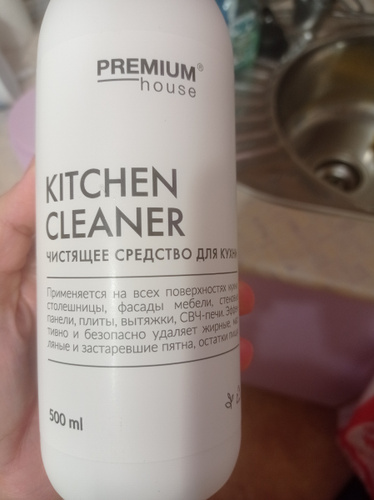 PREMIUM®
house
KITCHEN
CLEANER
ЧИСТЯЩЕЕ СРЕДСТВО ДЛЯ КУХНИ
Применяется на всех поверхностях
столешницы, фасады мебели,
панели, плиты, вытяжки, СВЧ-печи.
тивно и безопасно удаляет жирные
ляные и застаревшие пятна, остатки
500 ml